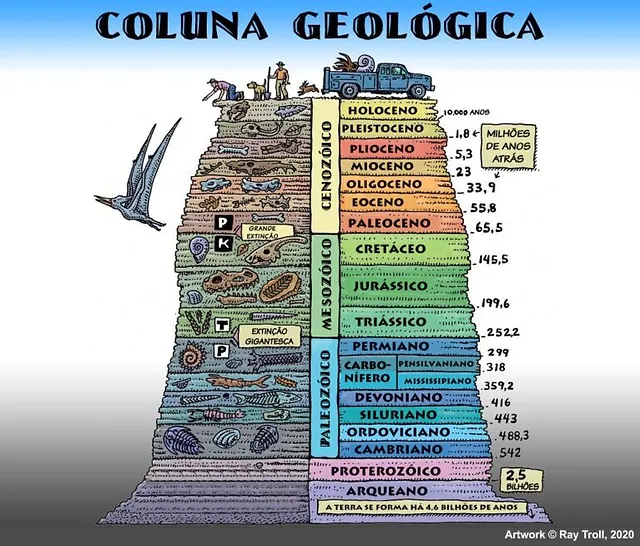 COLUNA GEOLÓGICA
HOLOCENO
10,000 ANOS
PLEISTOCENO
1,8
MILHÕES
DE ANOS
ATRÁS
PLIOCENO
5,3
MIOCENO
23
OLIGOCENO
33,9
EOCENO
55,8
PALEOCENO
65,5
CENOZÓICO
P
GRANDE
EXTINÇÃO
K
CRETÁCEO
145,5
JURÁSSICO
199,6
TRIÁSSICO
252,2
MESOZÓICO
T
EXTINÇÃO
GIGANTESCA
P
PERMIANO
299
CARBO-
NÍFERO
PENSILVANIANO
318
MISSISSIPIANO
359,2
DEVONIANO
416
SILURIANO
443
ORDOVICIANO
488,3
CAMBRIANO
542
PALEOZÓICO
PROTEROZÓICO
2,5
BILHÕES
ARQUEANO
A TERRA SE FORMA HÁ 4,6 BILHÕES DE ANOS
Artwork © Ray Troll, 2020